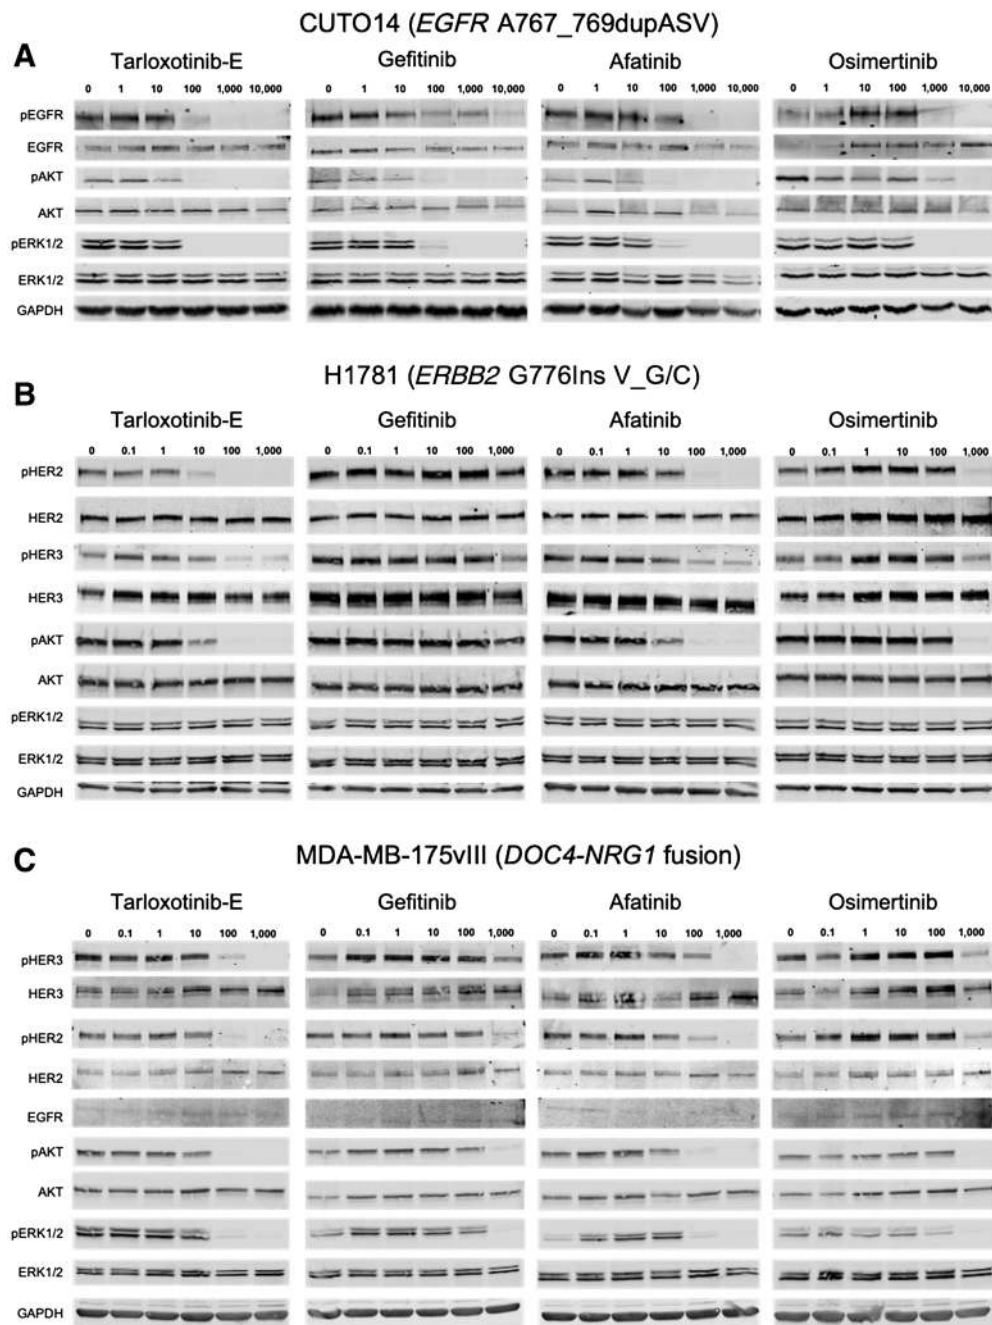 CUTO14 (EGFR A767_769dupASV)
A
Tarloxotinib-E Gefitinib Afatinib Osimertinib
0 1 10 100 1,000 10,000 0 1 10 100 1,000 10,000 0 1 10 100 1,000 10,000 0 1 10 100 1,000 10,000
pEGFR
EGFR
pAKT
AKT
pERK1/2
ERK1/2
GAPDH
H1781 (ERBB2 G776Ins V_G/C)
B
Tarloxotinib-E Gefitinib Afatinib Osimertinib
0 0.1 1 10 100 1,000 0 0.1 1 10 100 1,000 0 0.1 1 10 100 1,000 0 0.1 1 10 100 1,000
pHER2
HER2
pHER3
HER3
pAKT
AKT
pERK1/2
ERK1/2
GAPDH
C
MDA-MB-175vIII (DOC4-NRG1 fusion)
Tarloxotinib-E Gefitinib Afatinib Osimertinib
0 0.1 1 10 100 1,000 0 0.1 1 10 100 1,000 0 0.1 1 10 100 1,000 0 0.1 1 10 100 1,000
pHER3
HER3
pHER2
HER2
EGFR
pAKT
AKT
pERK1/2
ERK1/2
GAPDH